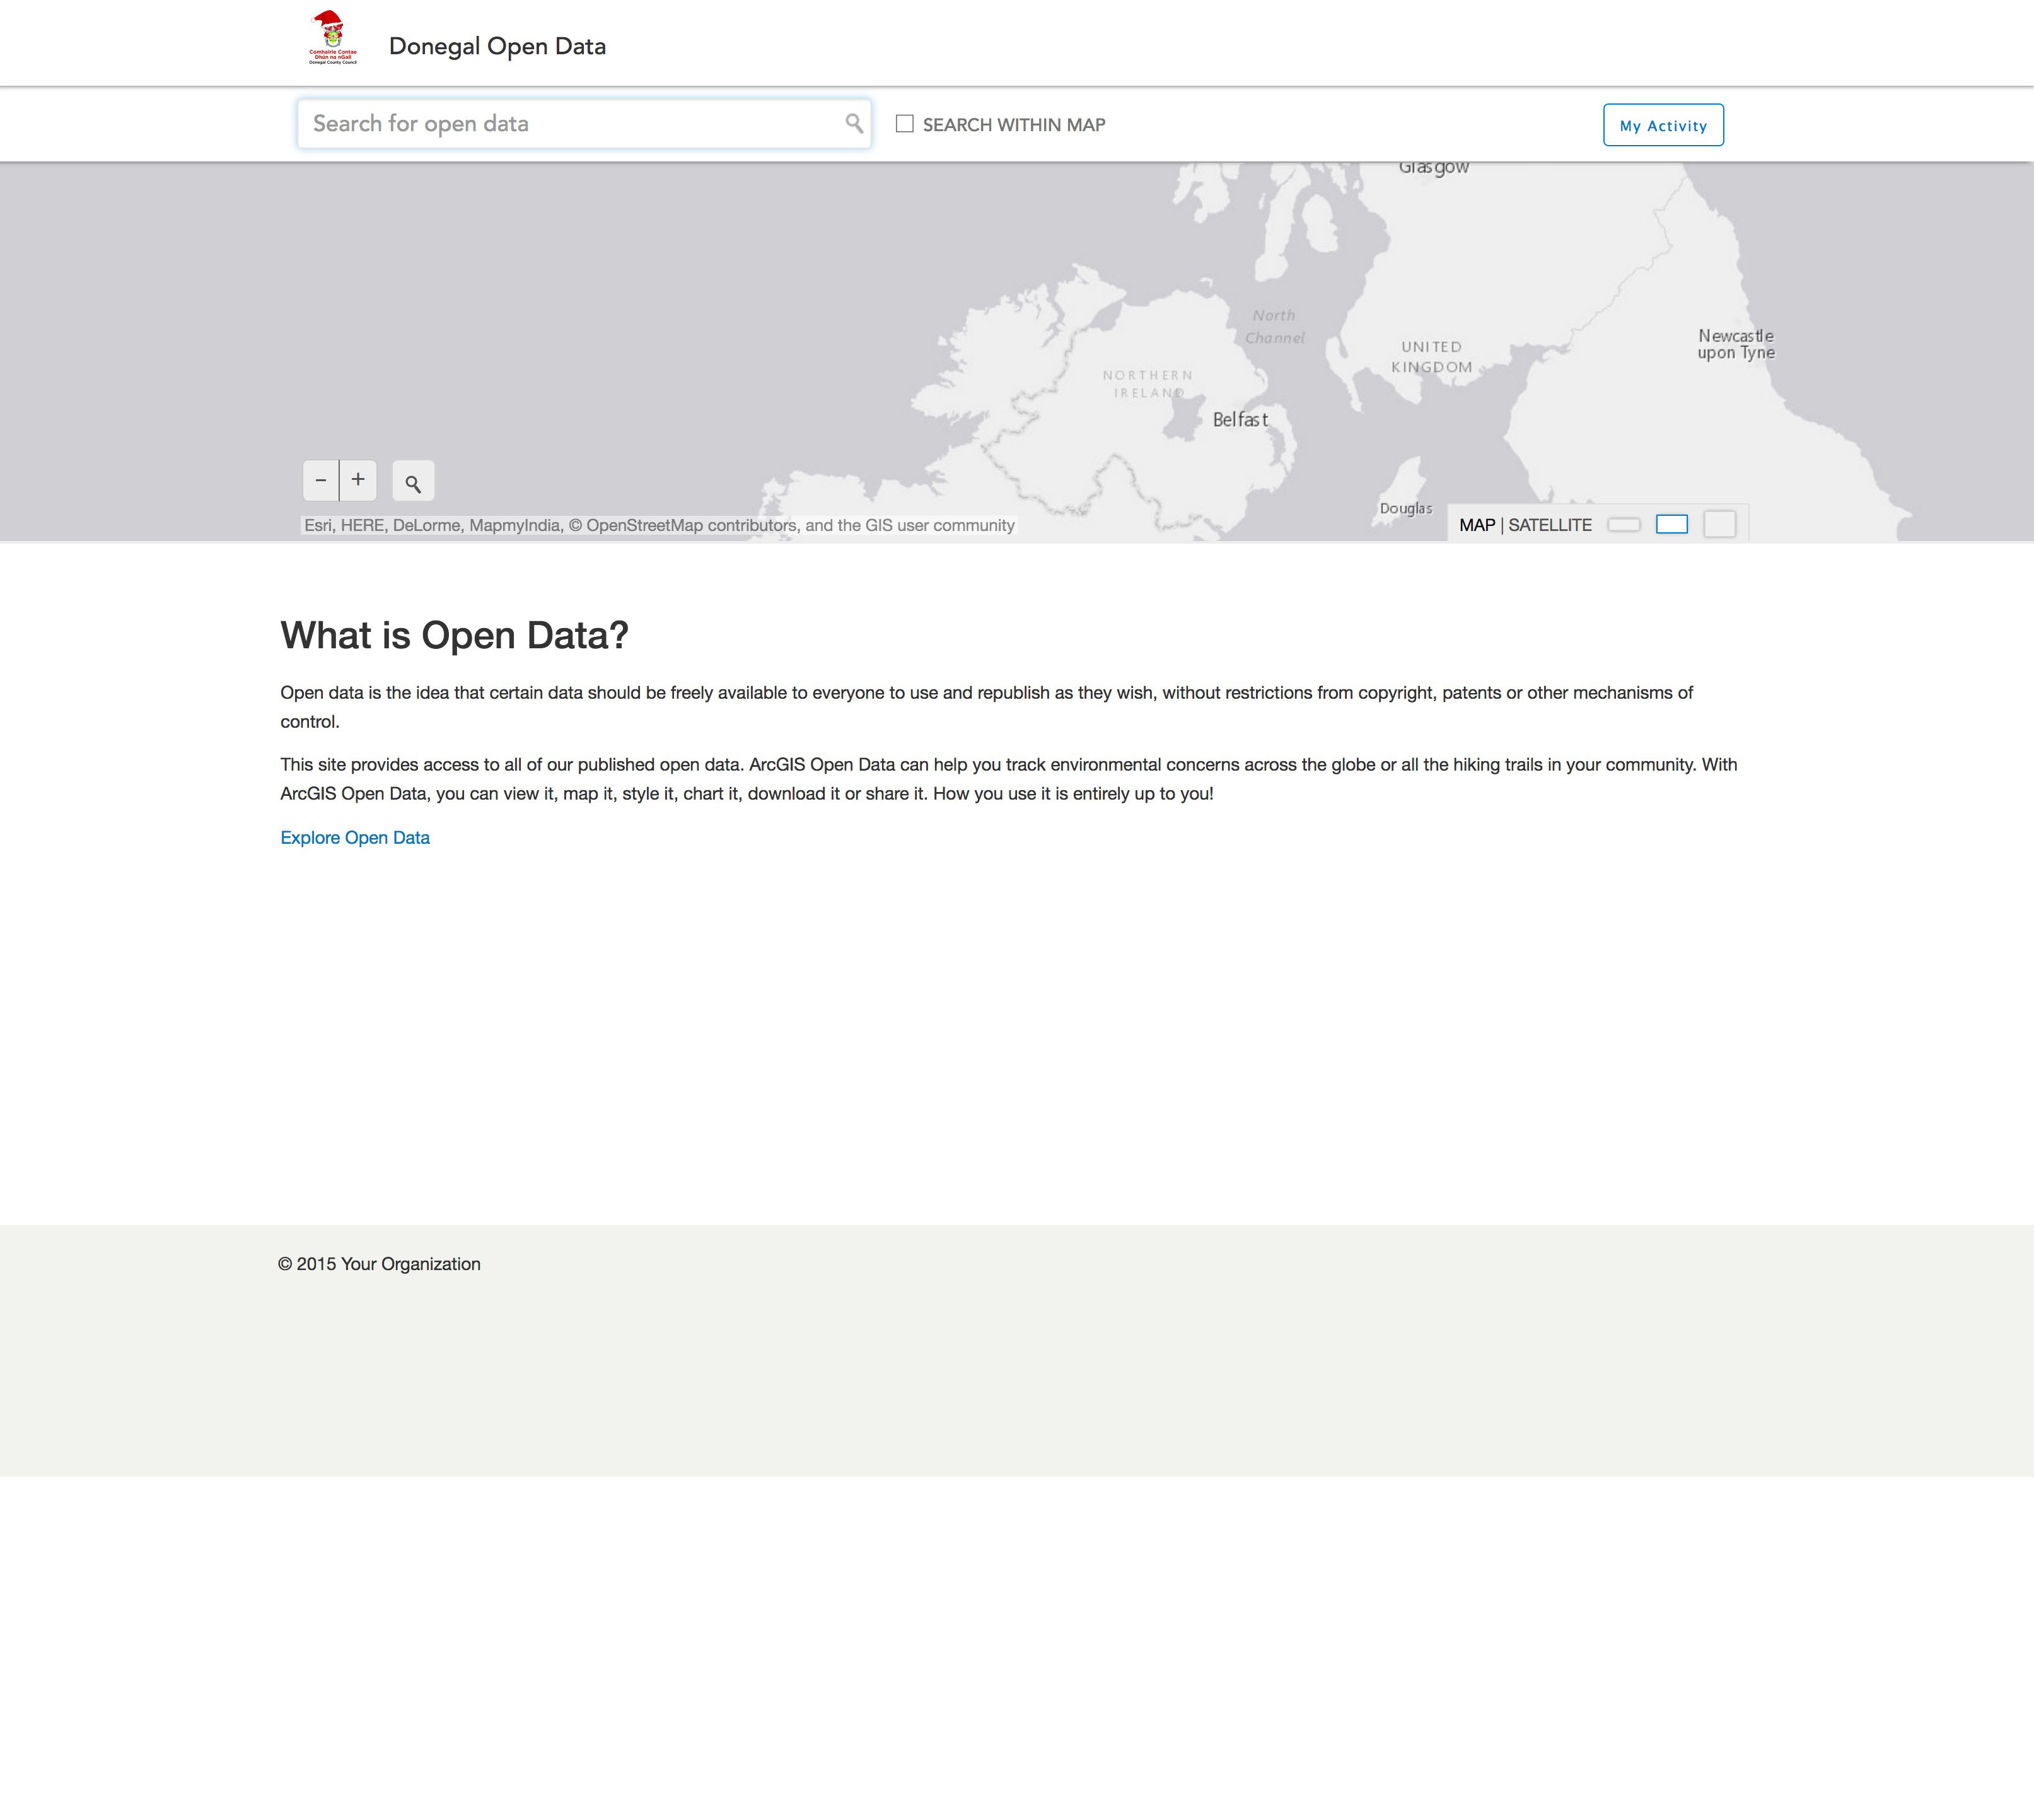 Comhairle Contae
Dhún na nGall
Donegal County Council
Donegal Open Data
Search for open data
SEARCH WITHIN MAP
My Activity
Glasgow
North
Channel
UNITED
KINGDOM
Newcastle
upon Tyne
NORTHERN
IRELAND
Belfast
Douglas
− +
Esri, HERE, DeLorme, MapmyIndia, © OpenStreetMap contributors, and the GIS user community
MAP | SATELLITE
What is Open Data?
Open data is the idea that certain data should be freely available to everyone to use and republish as they wish, without restrictions from copyright, patents or other mechanisms of
control.
This site provides access to all of our published open data. ArcGIS Open Data can help you track environmental concerns across the globe or all the hiking trails in your community. With
ArcGIS Open Data, you can view it, map it, style it, chart it, download it or share it. How you use it is entirely up to you!
Explore Open Data
© 2015 Your Organization